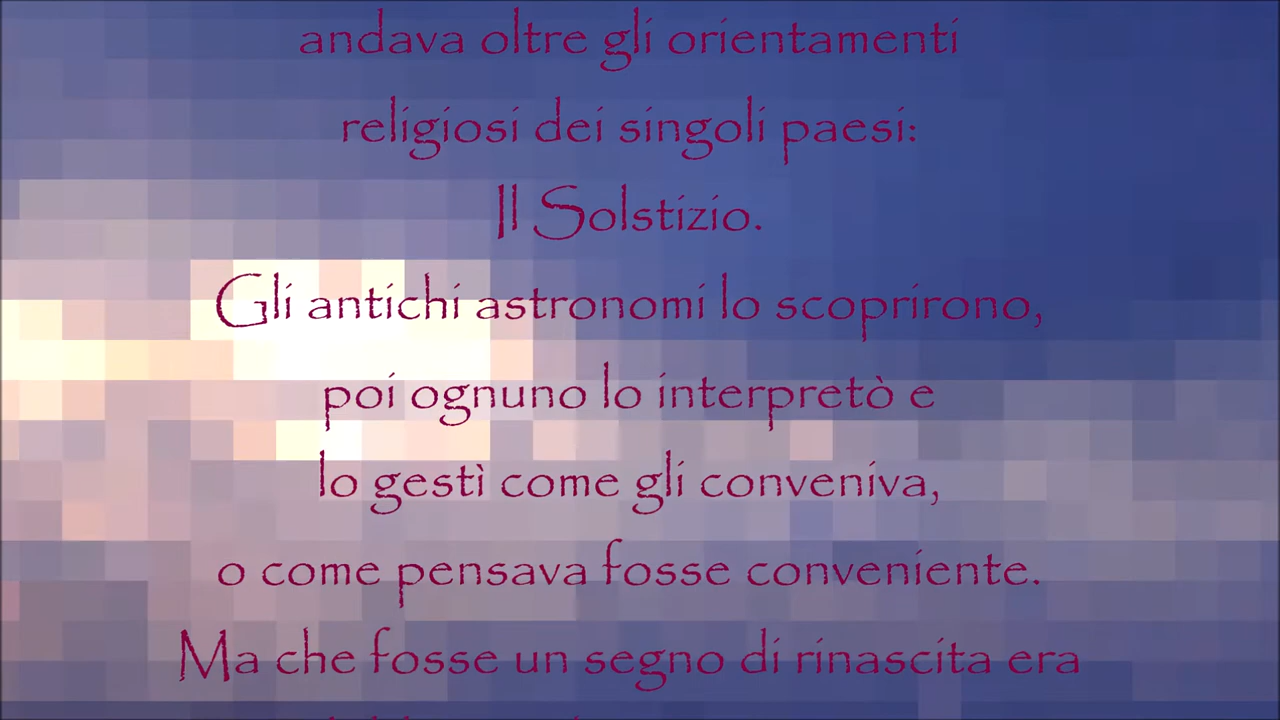 andava oltre gli orientamenti
religiosi dei singoli paesi:
Il Solstizio.
Gli antichi astronomi lo scoprirono,
poi ognuno lo interpretò e
lo gestì come gli conveniva,
o come pensava fosse conveniente.
Ma che fosse un segno di rinascita era